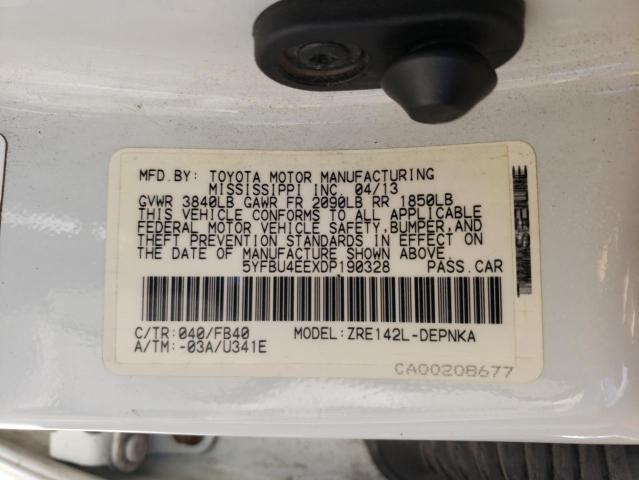 MFD.BY: TOYOTA MOTOR MANUFACTURING
MISSISSIPPI INC. 04/13
GVWR 3840LB GAWR FR 2090LB RR 1850LB
THIS VEHICLE CONFORMS TO ALL APPLICABLE
FEDERAL MOTOR VEHICLE SAFETY,BUMPER,AND
THEFT PREVENTION STANDARDS IN EFFECT ON
THE DATE OF MANUFACTURE SHOWN ABOVE.
5YFBU4EEXDP190328 PASS.CAR
C/TR:040/FB40 MODEL:ZRE142L-DEPNKA
A/TM:-03A/U341E
CA00208677